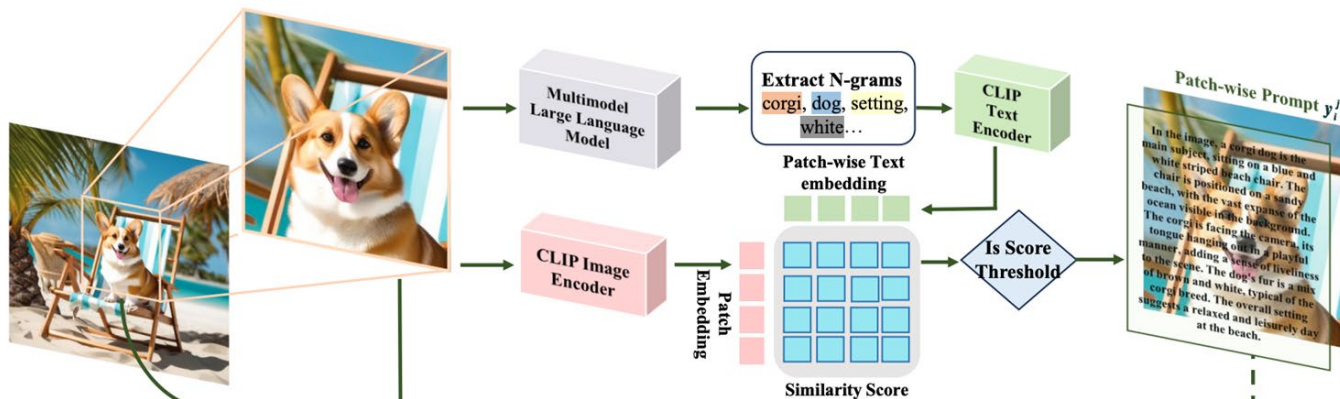 Multimodel
Large Language
Model
Extract N-grams
corgi, dog, setting,
white...
CLIP
Text
Encoder
Patch-wise Text
embedding
CLIP Image
Encoder
Patch
Embedding
Similarity Score
Is Score
Threshold
Patch-wise Prompt y_i^j
In the image, a corgi dog is the
main subject, sitting on a blue and
white striped beach chair. The
chair is positioned on a sandy
beach, with the vast expanse of the
ocean visible in the background.
The corgi is facing the camera, its
tongue hanging out in a playful
manner, adding a sense of liveliness
to the scene. The dog's fur is a mix
of brown and white, typical of the
corgi breed. The overall setting
suggests a relaxed and leisurely day
at the beach.